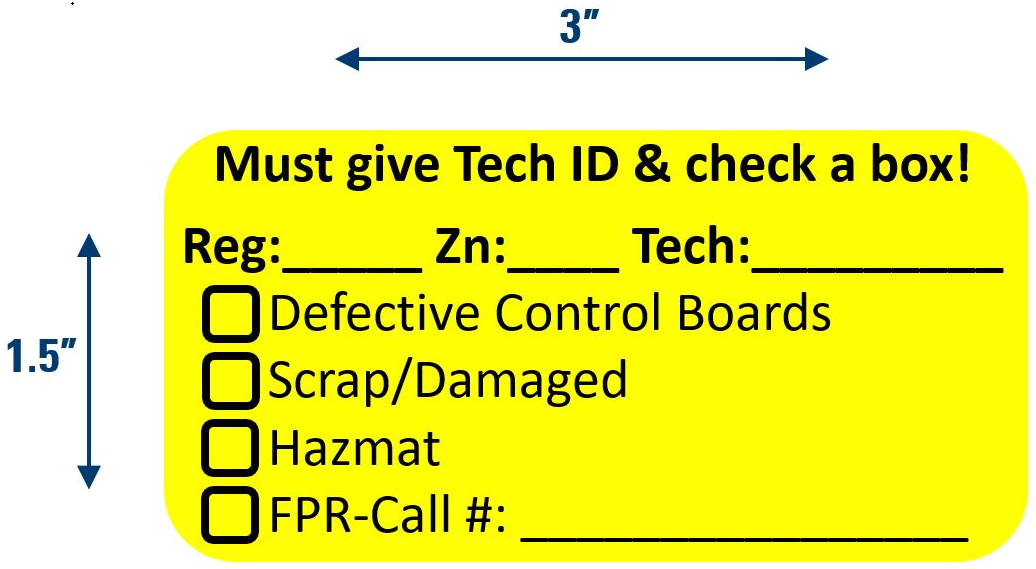 3″
Must give Tech ID & check a box!
1.5″
Reg:_____ Zn:____ Tech:_________
Defective Control Boards
Scrap/Damaged
Hazmat
FPR-Call #: ________________